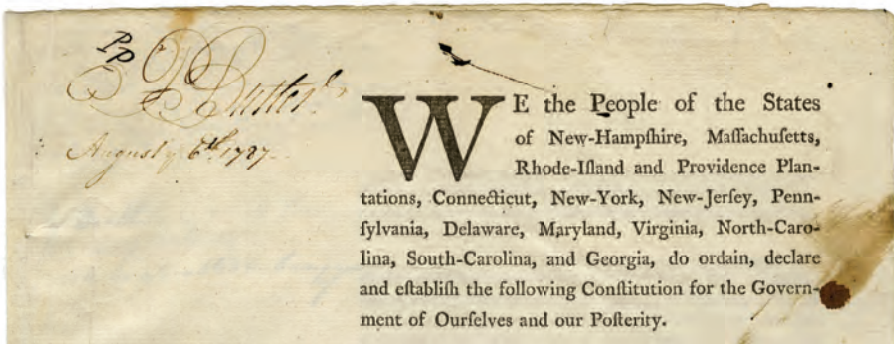 PP
P Butler's
August y 6th. 1787.
WE the People of the States
of New-Hampſhire, Maſſachuſetts,
Rhode-Iſland and Providence Plan-
tations, Connecticut, New-York, New-Jerſey, Penn-
ſylvania, Delaware, Maryland, Virginia, North-Caro-
lina, South-Carolina, and Georgia, do ordain, declare
and eſtabliſh the following Conſtitution for the Govern-
ment of Ourſelves and our Poſterity.